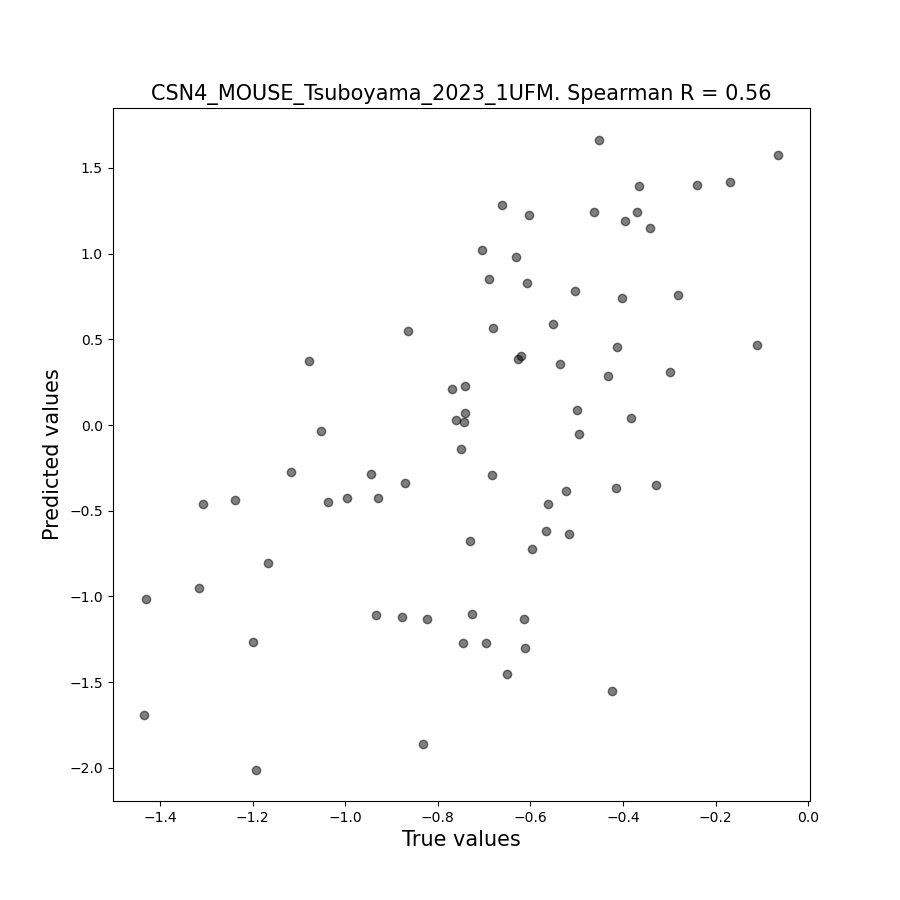 CSN4_MOUSE_Tsuboyama_2023_1UFM. Spearman R = 0.56
Predicted values
1.5
1.0
0.5
0.0
−0.5
−1.0
−1.5
−2.0
−1.4 −1.2 −1.0 −0.8 −0.6 −0.4 −0.2 0.0
True values